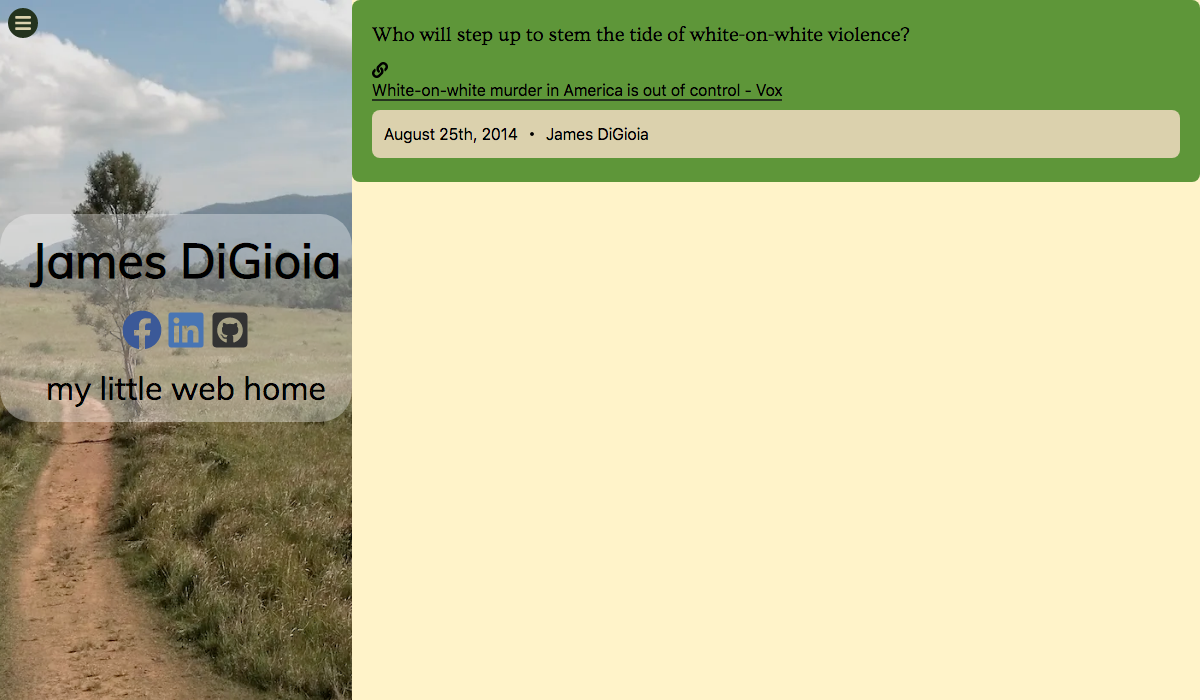 James DiGioia
my little web home
Who will step up to stem the tide of white-on-white violence?
White-on-white murder in America is out of control - Vox
August 25th, 2014 • James DiGioia